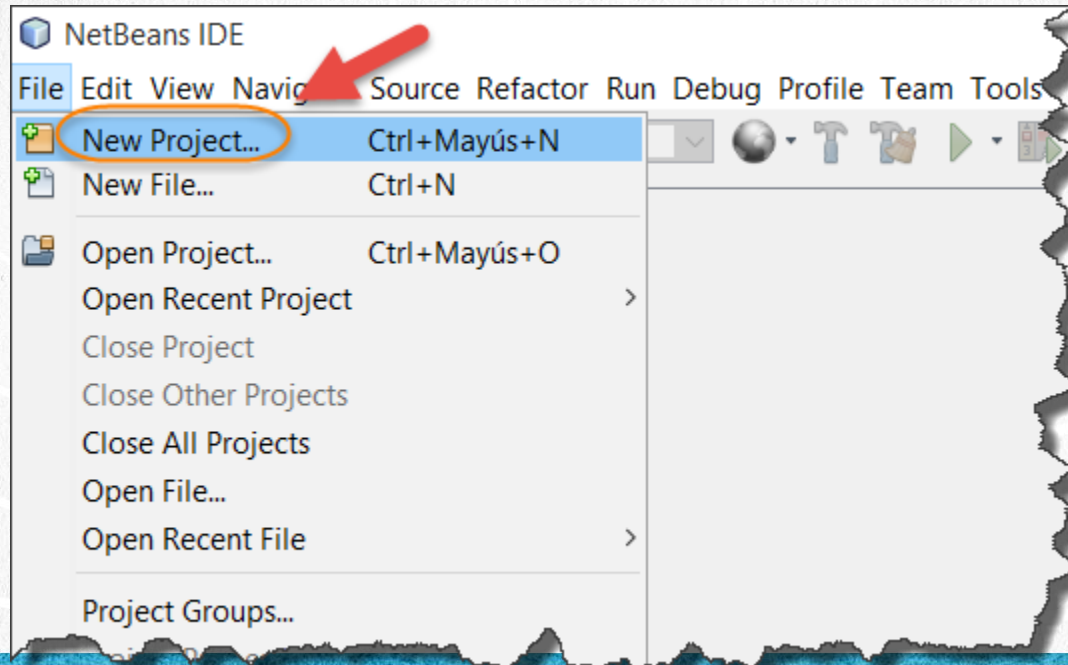 NetBeans IDE
File Edit View Source Refactor Run Debug Profile Team Tools
New Project... Ctrl+Mayús+N
New File... Ctrl+N
Open Project... Ctrl+Mayús+O
Open Recent Project
Close Project
Close Other Projects
Close All Projects
Open File...
Open Recent File
Project Groups...